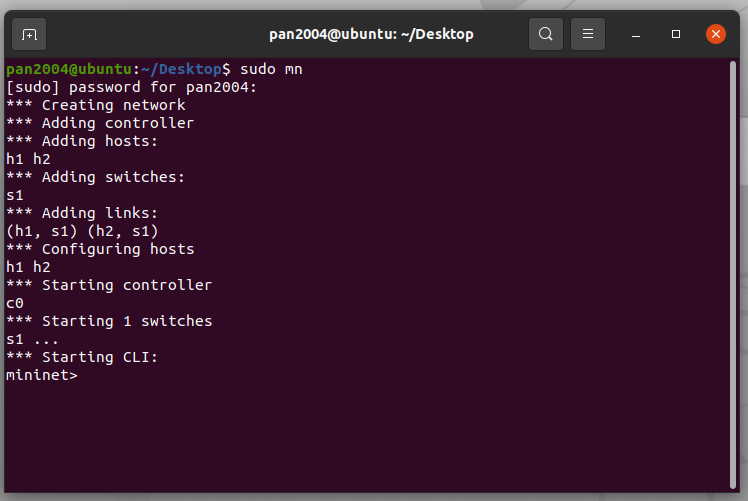 pan2004@ubuntu: ~/Desktop
pan2004@ubuntu:~/Desktop$ sudo mn
[sudo] password for pan2004:
*** Creating network
*** Adding controller
*** Adding hosts:
h1 h2
*** Adding switches:
s1
*** Adding links:
(h1, s1) (h2, s1)
*** Configuring hosts
h1 h2
*** Starting controller
c0
*** Starting 1 switches
s1 ...
*** Starting CLI:
mininet>